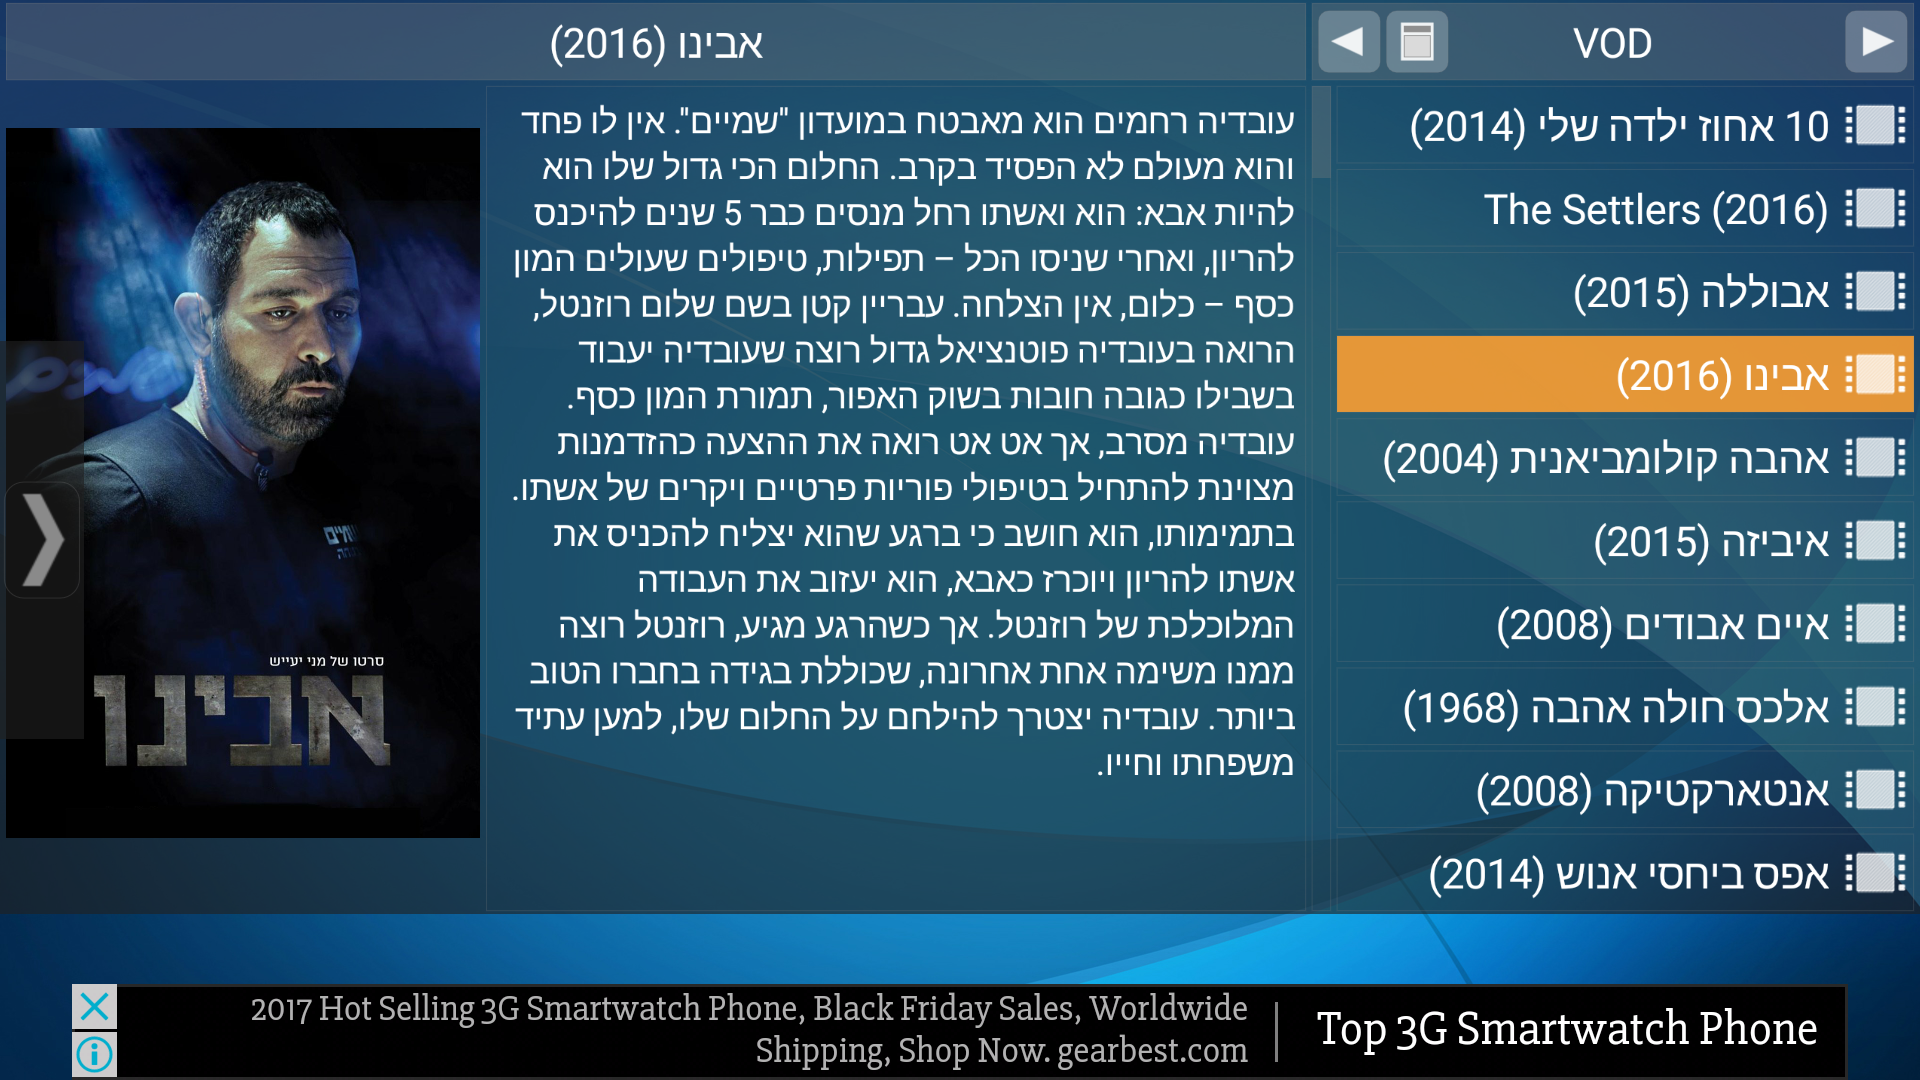 אבינו (2016)
VOD
עובדיה רחמים הוא מאבטח במועדון "שמיים". אין לו פחד
והוא מעולם לא הפסיד בקרב. החלום הכי גדול שלו הוא
להיות אבא: הוא ואשתו רחל מנסים כבר 5 שנים להיכנס
להריון, ואחרי שניסו הכל – תפילות, טיפולים שעולים המון
כסף – כלום, אין הצלחה. עבריין קטן בשם שלום רוזנטל,
הרואה בעובדיה פוטנציאל גדול רוצה שעובדיה יעבוד
בשבילו כגובה חובות בשוק האפור, תמורת המון כסף.
עובדיה מסרב, אך אט אט רואה את ההצעה כהזדמנות
מצוינת להתחיל בטיפולי פוריות פרטיים ויקרים של אשתו.
בתמימותו, הוא חושב כי ברגע שהוא יצליח להכניס את
אשתו להריון ויוכרז כאבא, הוא יעזוב את העבודה
המלוכלכת של רוזנטל. אך כשהרגע מגיע, רוזנטל רוצה
ממנו משימה אחת אחרונה, שכוללת בגידה בחברו הטוב
ביותר. עובדיה יצטרך להילחם על החלום שלו, למען עתיד
משפחתו וחייו.
סרטו של מני יעייש
אבינו
10 אחוז ילדה שלי (2014)
The Settlers (2016)
אבוללה (2015)
אבינו (2016)
אהבה קולומביאנית (2004)
איביזה (2015)
איים אבודים (2008)
אלכס חולה אהבה (1968)
אנטארקטיקה (2008)
אפס ביחסי אנוש (2014)
2017 Hot Selling 3G Smartwatch Phone, Black Friday Sales, Worldwide
Shipping, Shop Now. gearbest.com
Top 3G Smartwatch Phone